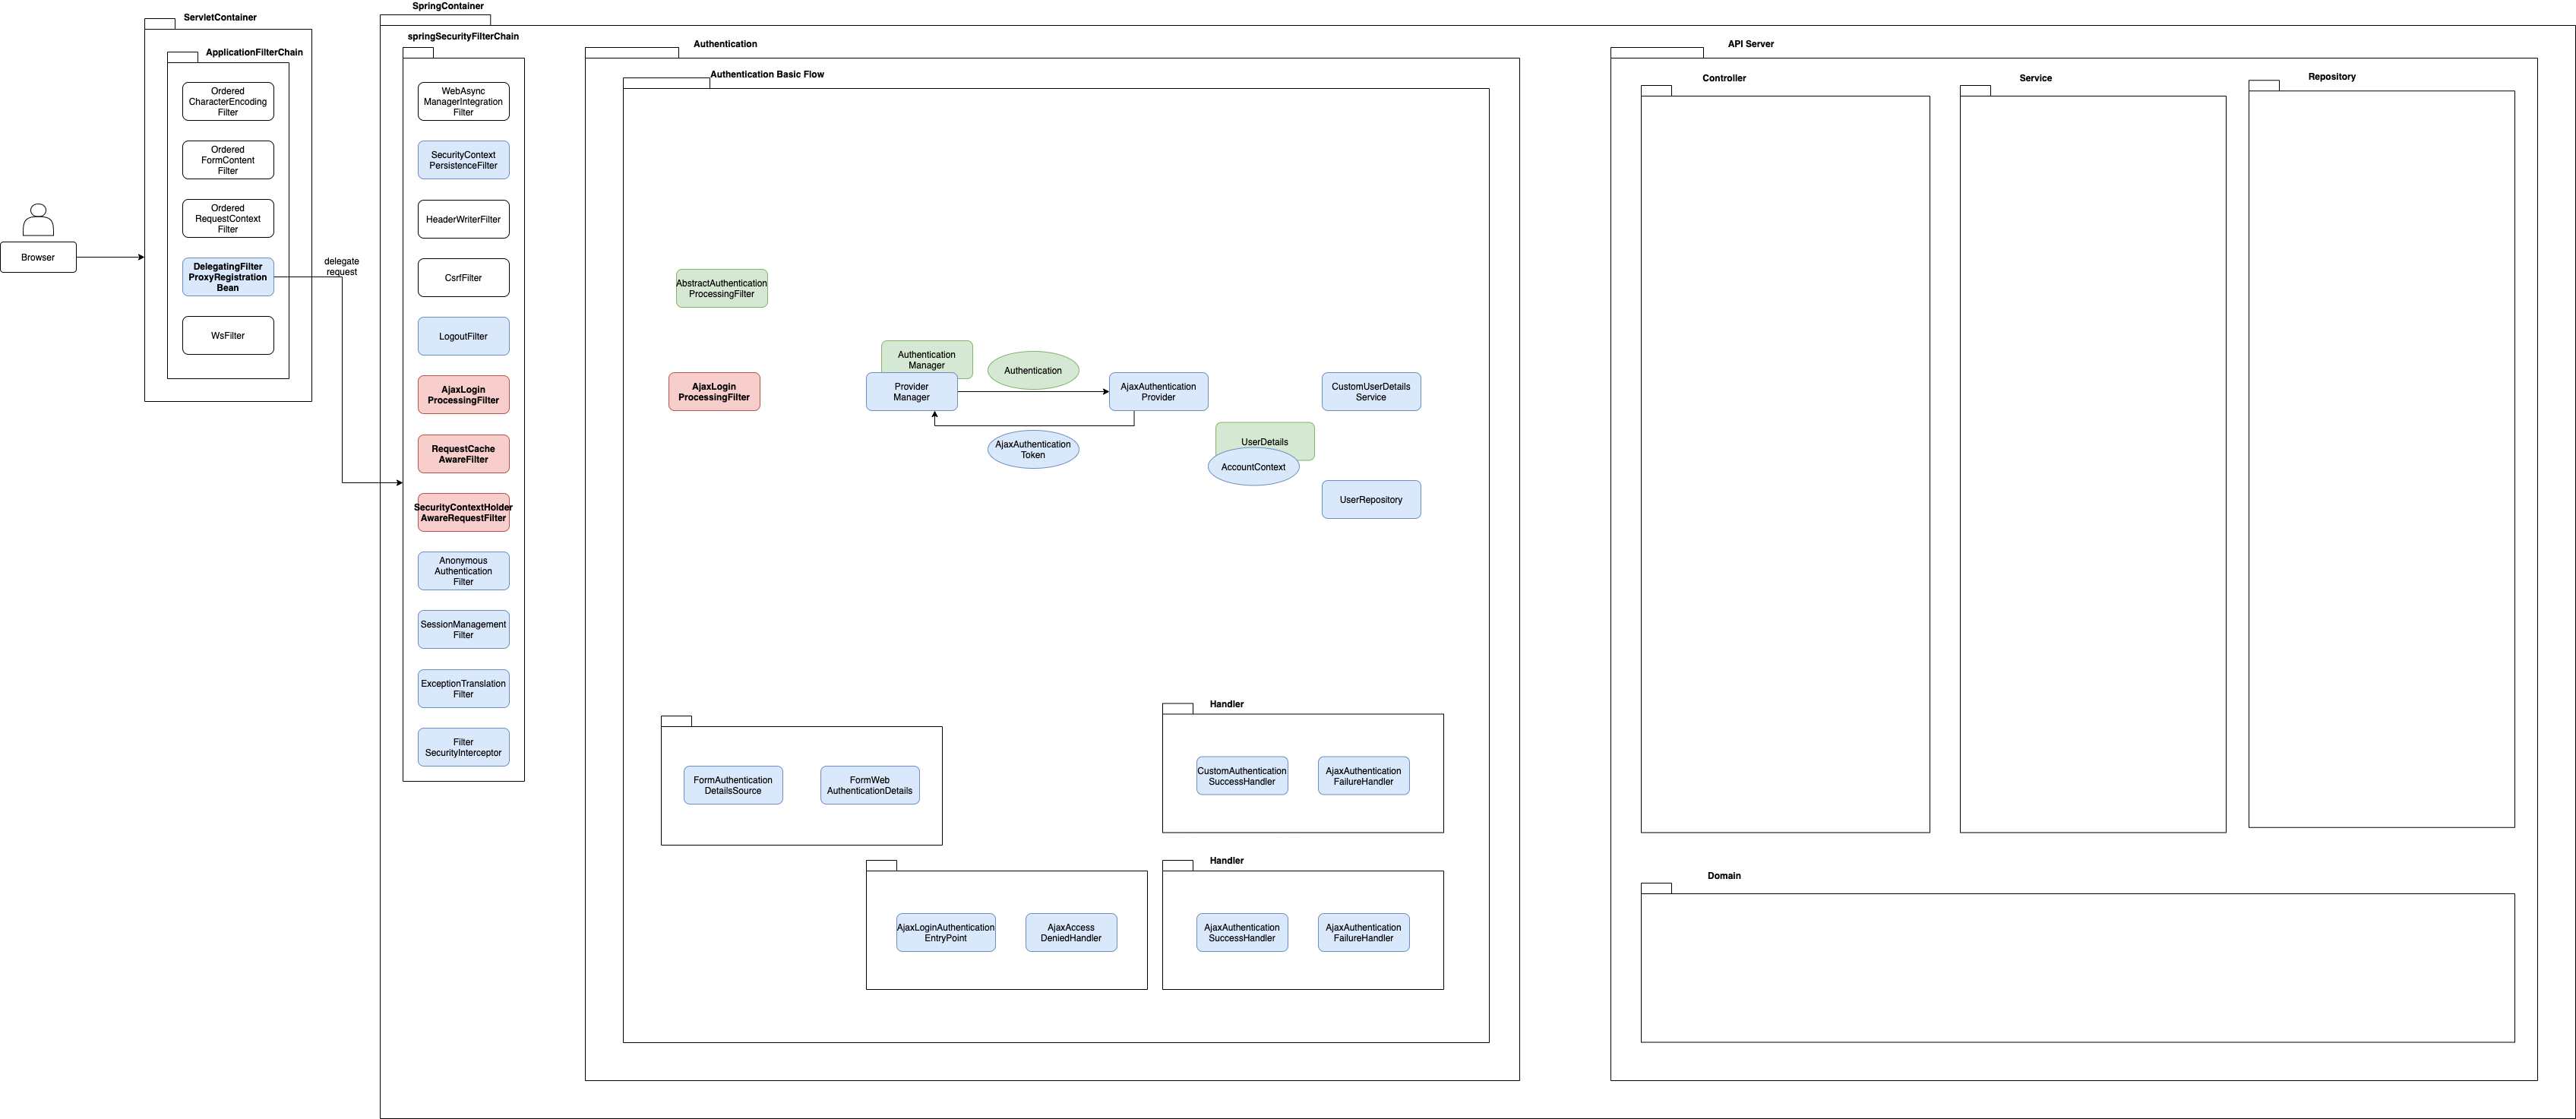 Browser
ServletContainer
ApplicationFilterChain
Ordered
CharacterEncoding
Filter
Ordered
FormContent
Filter
Ordered
RequestContext
Filter
DelegatingFilter
ProxyRegistration
Bean
WsFilter
delegate
request
SpringContainer
springSecurityFilterChain
WebAsync
ManagerIntegration
Filter
SecurityContext
PersistenceFilter
HeaderWriterFilter
CsrfFilter
LogoutFilter
AjaxLogin
ProcessingFilter
RequestCache
AwareFilter
SecurityContextHolder
AwareRequestFilter
Anonymous
Authentication
Filter
SessionManagement
Filter
ExceptionTranslation
Filter
Filter
SecurityInterceptor
Authentication
Authentication Basic Flow
AbstractAuthentication
ProcessingFilter
AjaxLogin
ProcessingFilter
Authentication
Manager
Provider
Manager
Authentication
AjaxAuthentication
Token
AjaxAuthentication
Provider
CustomUserDetails
Service
UserDetails
AccountContext
UserRepository
FormAuthentication
DetailsSource
FormWeb
AuthenticationDetails
Handler
CustomAuthentication
SuccessHandler
AjaxAuthentication
FailureHandler
AjaxLoginAuthentication
EntryPoint
AjaxAccess
DeniedHandler
Handler
AjaxAuthentication
SuccessHandler
AjaxAuthentication
FailureHandler
API Server
Controller
Service
Repository
Domain